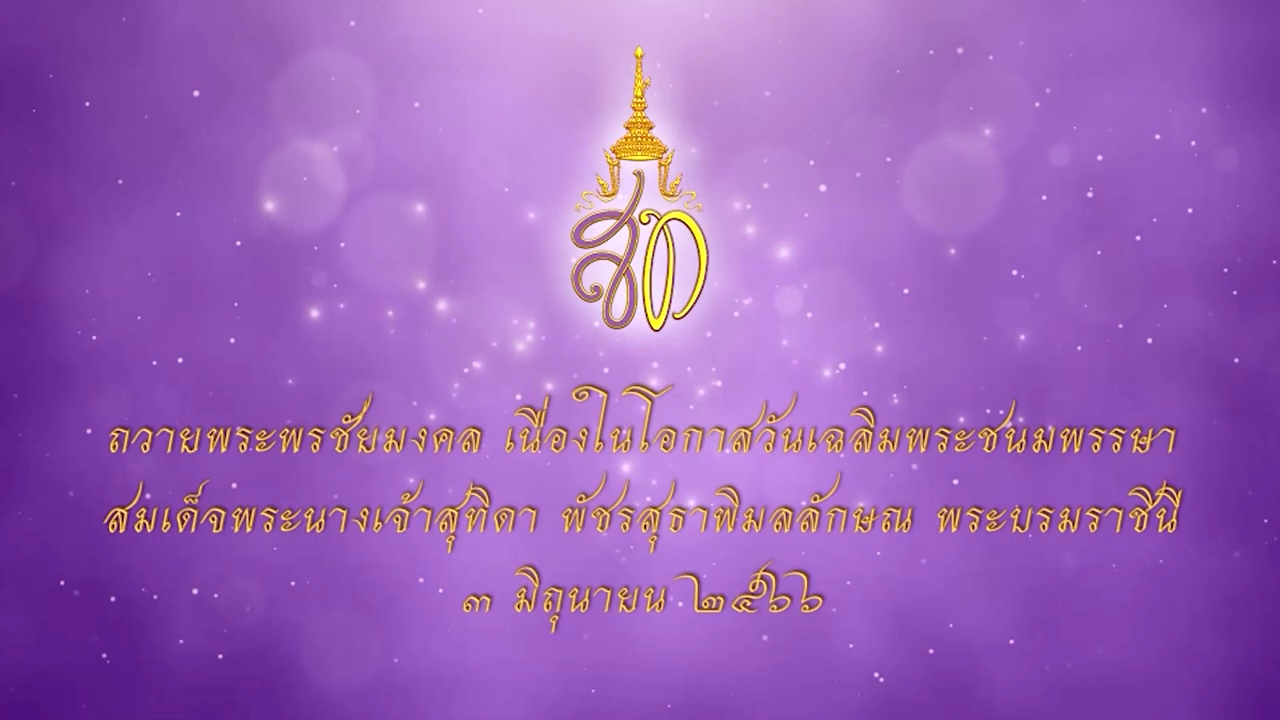 สท
ถวายพระพรชัยมงคล เนื่องในโอกาสวันเฉลิมพระชนมพรรษา
สมเด็จพระนางเจ้าสุทิดา พัชรสุธาพิมลลักษณ พระบรมราชินี
๓ มิถุนายน ๒๕๖๖